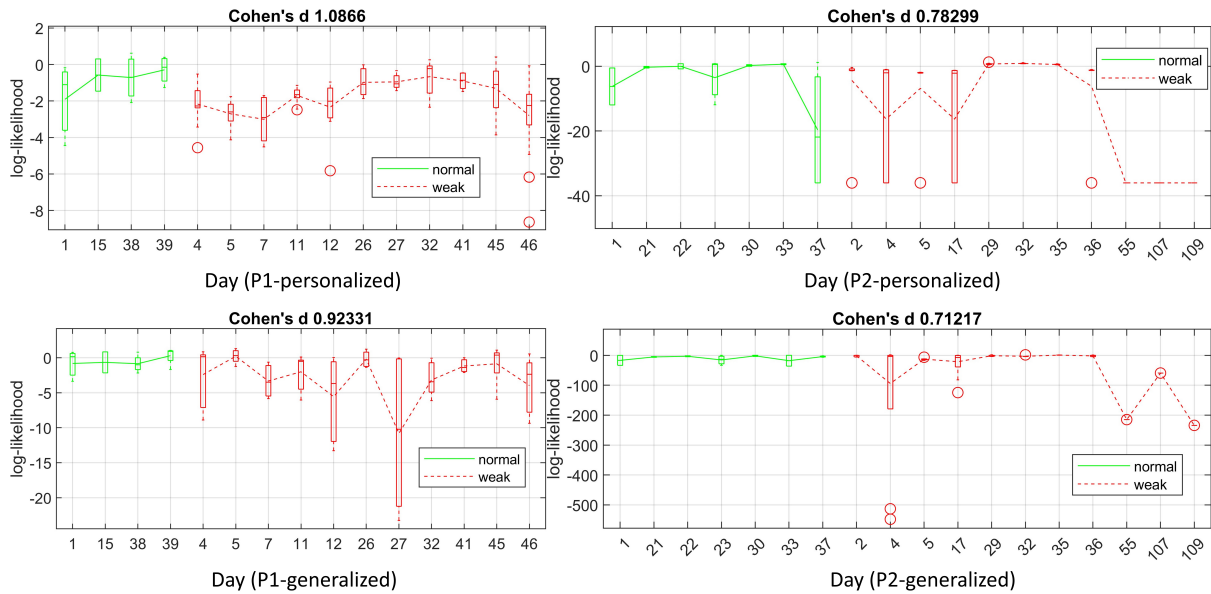 Cohen's d 1.0866
2
0
-2
-4
-6
-8
log-likelihood
normal
weak
1 15 38 39 4 5 7 11 12 26 27 32 41 45 46
Day (P1-personalized)
Cohen's d 0.78299
0
-20
-40
log-likelihood
normal
weak
1 21 22 23 30 33 37 2 4 5 17 29 32 35 36 55 107 109
Day (P2-personalized)
Cohen's d 0.92331
0
-5
-10
-15
-20
log-likelihood
normal
weak
1 15 38 39 4 5 7 11 12 26 27 32 41 45 46
Day (P1-generalized)
Cohen's d 0.71217
0
-100
-200
-300
-400
-500
log-likelihood
normal
weak
1 21 22 23 30 33 37 2 4 5 17 29 32 35 36 55 107 109
Day (P2-generalized)